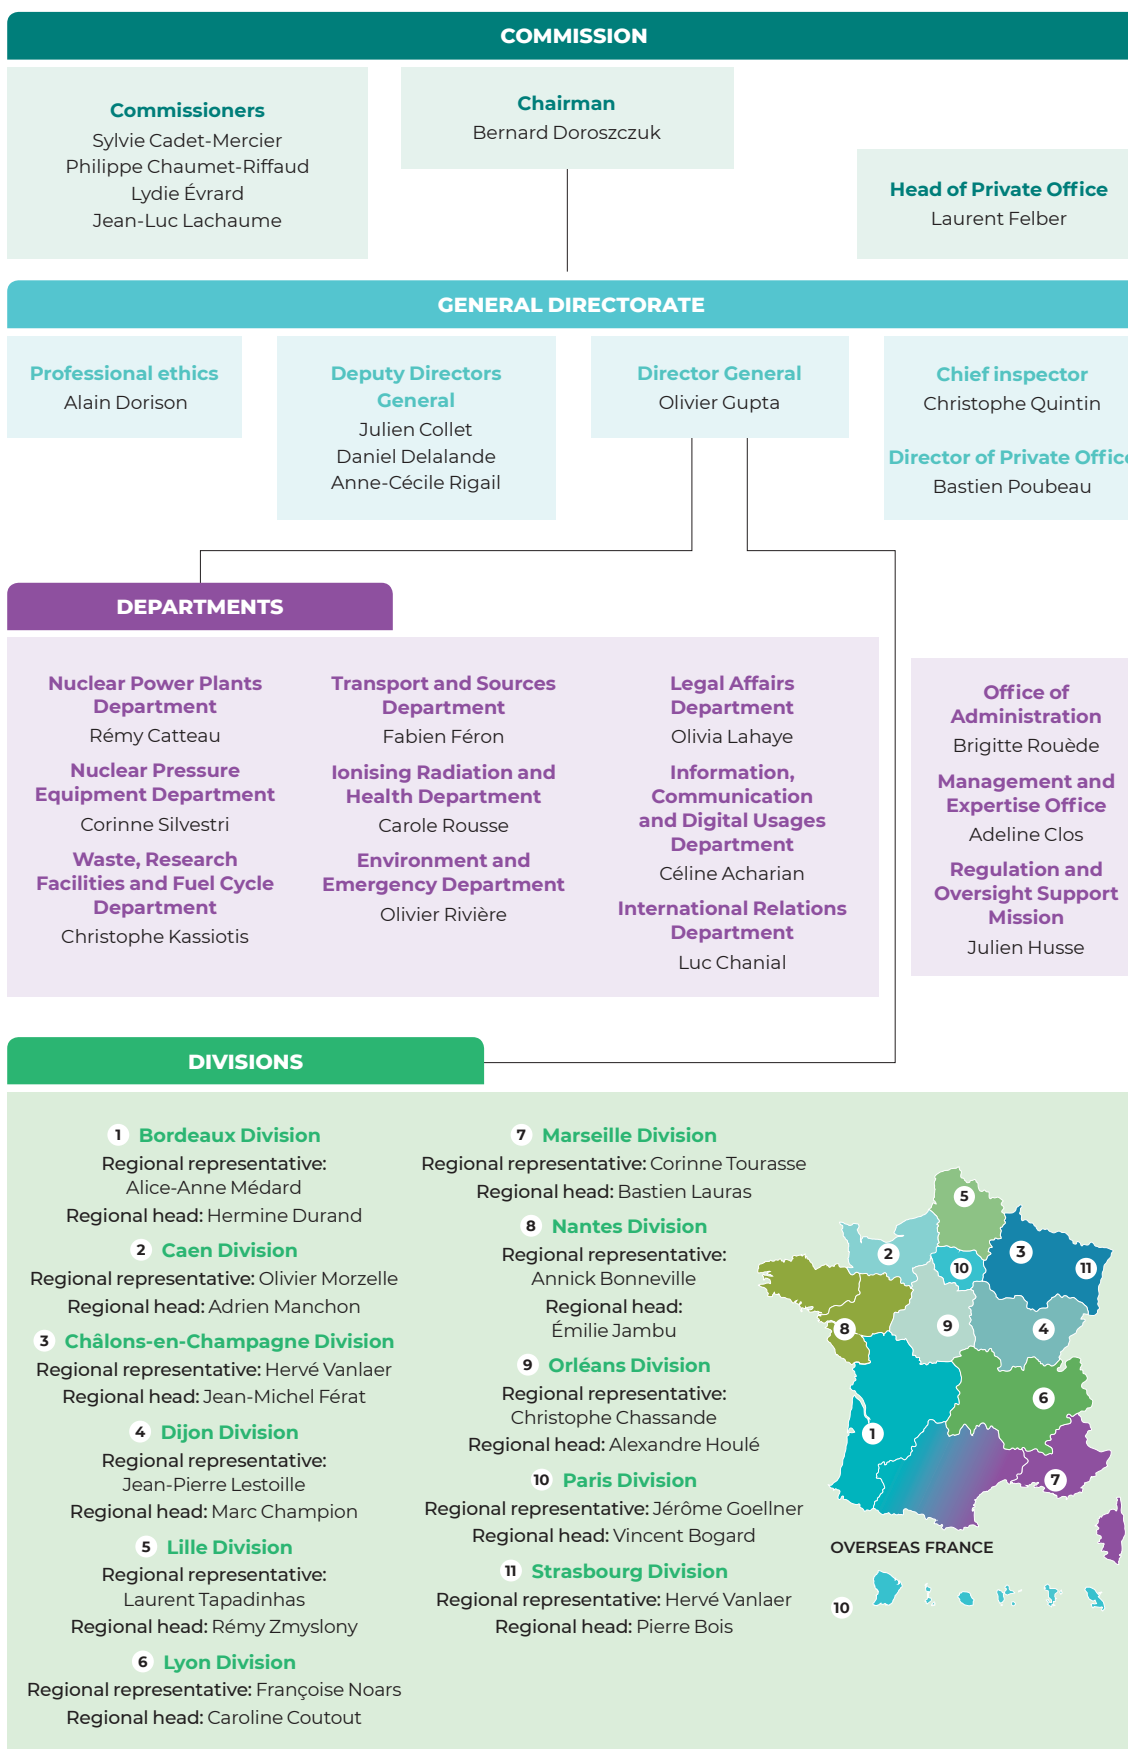 COMMISSION
Commissioners
Sylvie Cadet-Mercier
Philippe Chaumet-Riffaud
Lydie Évrard
Jean-Luc Lachaume
Chairman
Bernard Doroszczuk
Head of Private Office
Laurent Felber
GENERAL DIRECTORATE
Professional ethics
Alain Dorison
Deputy Directors
General
Julien Collet
Daniel Delalande
Anne-Cécile Rigail
Director General
Olivier Gupta
Chief inspector
Christophe Quintin
Director of Private Office
Bastien Poubeau
DEPARTMENTS
Nuclear Power Plants
Department
Rémy Catteau
Nuclear Pressure
Equipment Department
Corinne Silvestri
Waste, Research
Facilities and Fuel Cycle
Department
Christophe Kassiotis
Transport and Sources
Department
Fabien Féron
Ionising Radiation and
Health Department
Carole Rousse
Environment and
Emergency Department
Olivier Rivière
Legal Affairs
Department
Olivia Lahaye
Information,
Communication
and Digital Usages
Department
Céline Acharian
International Relations
Department
Luc Chanial
Office of
Administration
Brigitte Rouède
Management and
Expertise Office
Adeline Clos
Regulation and
Oversight Support
Mission
Julien Husse
DIVISIONS
1 Bordeaux Division
Regional representative:
Alice-Anne Médard
Regional head: Hermine Durand
2 Caen Division
Regional representative: Olivier Morzelle
Regional head: Adrien Manchon
3 Châlons-en-Champagne Division
Regional representative: Hervé Vanlaer
Regional head: Jean-Michel Férat
4 Dijon Division
Regional representative:
Jean-Pierre Lestoille
Regional head: Marc Champion
5 Lille Division
Regional representative:
Laurent Tapadinhas
Regional head: Rémy Zmyslony
6 Lyon Division
Regional representative: Françoise Noars
Regional head: Caroline Coutout
7 Marseille Division
Regional representative: Corinne Tourasse
Regional head: Bastien Lauras
8 Nantes Division
Regional representative:
Annick Bonneville
Regional head:
Émilie Jambu
9 Orléans Division
Regional representative:
Christophe Chassande
Regional head: Alexandre Houlé
10 Paris Division
Regional representative: Jérôme Goellner
Regional head: Vincent Bogard
11 Strasbourg Division
Regional representative: Hervé Vanlaer
Regional head: Pierre Bois
5
2
3
10
11
8
9
4
6
1
7
OVERSEAS FRANCE
10